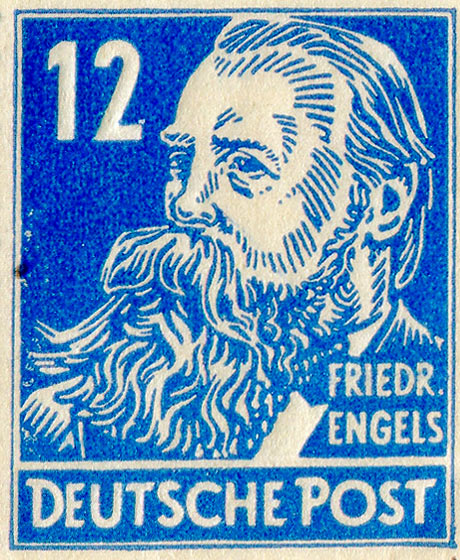 12
FRIEDR.
ENGELS
DEUTSCHE POST